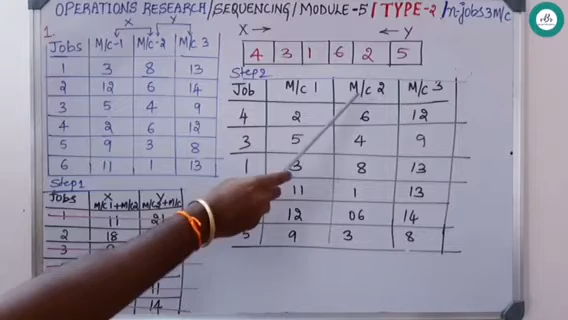 OPERATIONS RESEARCH/SEQUENCING/MODULE-5/TYPE-2/n-jobs3M/c
1
X Y
Jobs M/c-1 M/c-2 M/c 3
1 3 8 13
2 12 6 14
3 5 4 9
4 2 6 12
5 9 3 8
6 11 1 13
Step1
Jobs X M/c1+M/c2 Y M/c2+M/c
1 11 21
2 18
3
11
14
X → ← Y
4 3 1 6 2 5
Step2
Job M/c 1 M/c 2 M/c 3
4 2 6 12
3 5 4 9
1 3 8 13
11 1 13
12 06 14
5 9 3 8